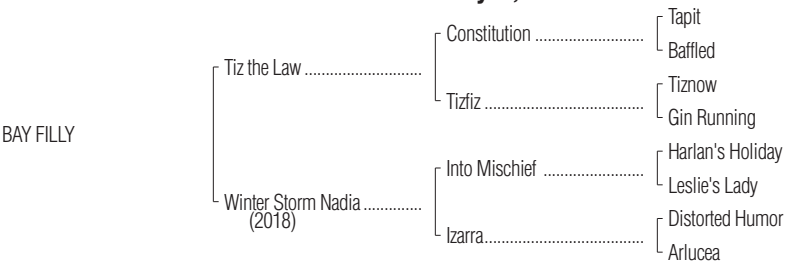 Tapit
Constitution ..........................
Baffled
Tiz the Law ............................
Tiznow
Tizfiz ......................................
Gin Running
BAY FILLY
Harlan's Holiday
Into Mischief ........................
Leslie's Lady
Winter Storm Nadia ..............
(2018)
Distorted Humor
Izarra......................................
Arlucea